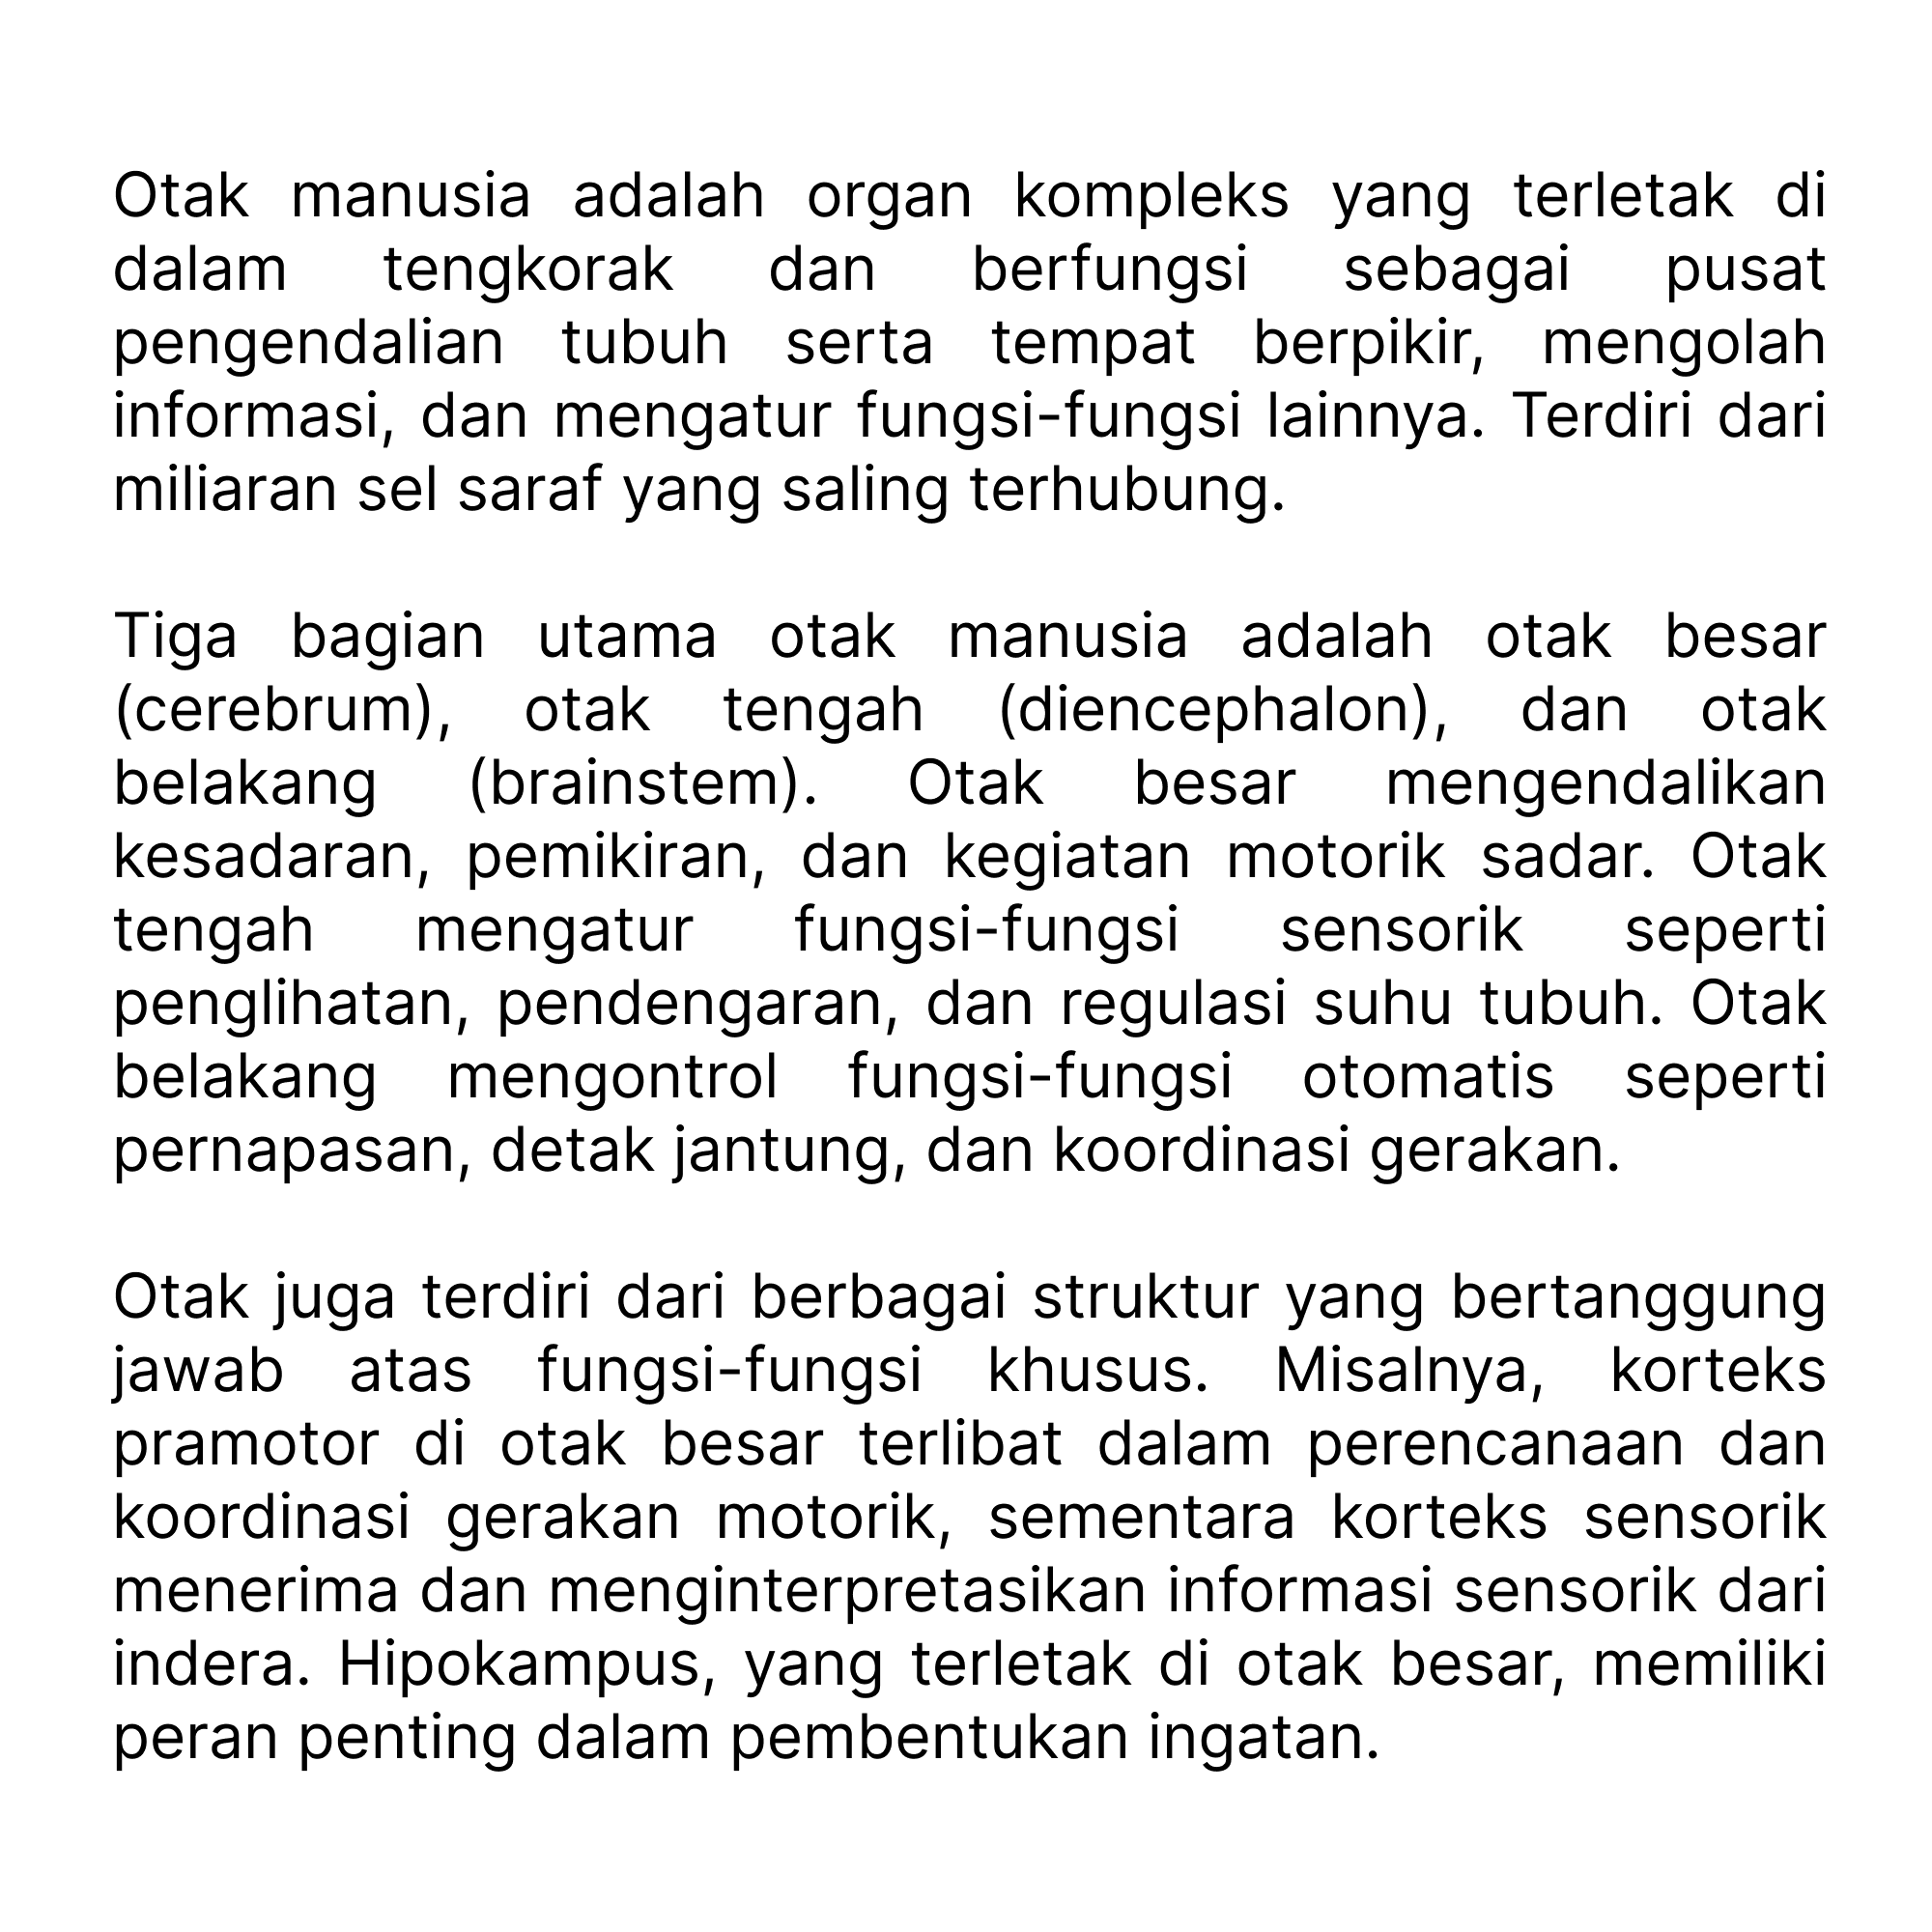 Otak manusia adalah organ kompleks yang terletak di
dalam tengkorak dan berfungsi sebagai pusat
pengendalian tubuh serta tempat berpikir, mengolah
informasi, dan mengatur fungsi-fungsi lainnya. Terdiri dari
miliaran sel saraf yang saling terhubung.

Tiga bagian utama otak manusia adalah otak besar
(cerebrum), otak tengah (diencephalon), dan otak
belakang (brainstem). Otak besar mengendalikan
kesadaran, pemikiran, dan kegiatan motorik sadar. Otak
tengah mengatur fungsi-fungsi sensorik seperti
penglihatan, pendengaran, dan regulasi suhu tubuh. Otak
belakang mengontrol fungsi-fungsi otomatis seperti
pernapasan, detak jantung, dan koordinasi gerakan.

Otak juga terdiri dari berbagai struktur yang bertanggung
jawab atas fungsi-fungsi khusus. Misalnya, korteks
pramotor di otak besar terlibat dalam perencanaan dan
koordinasi gerakan motorik, sementara korteks sensorik
menerima dan menginterpretasikan informasi sensorik dari
indera. Hipokampus, yang terletak di otak besar, memiliki
peran penting dalam pembentukan ingatan.